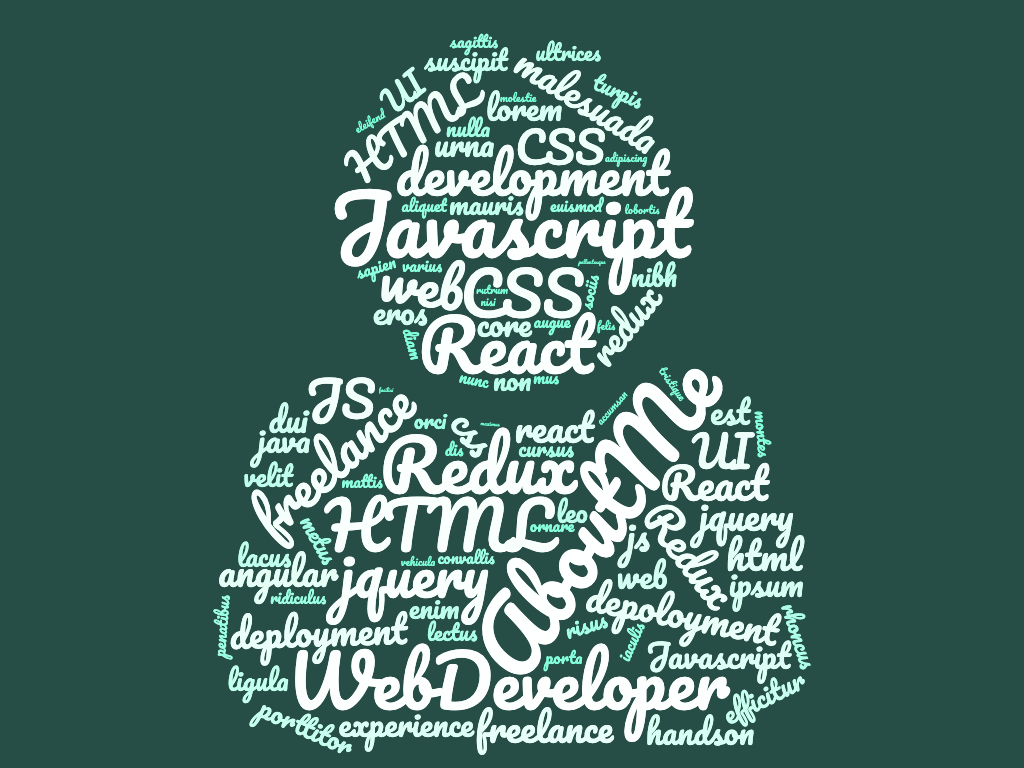 sagittis
ultrices
suscipit
malesuada
UI
turpis
HTML
molestie
lorem
eleifend
nulla
CSS
urna
adipiscing
development
aliquet
mauris
euismod
lobortis
Javascript
sapien
varius
pellentesque
nibh
web
CSS
rutrum
nisi
sociis
eros
core
augue
felis
redux
diam
React
nunc
non
mus
tristique
JS
facilisi
freelance
accumsan
AboutMe
est
montes
dui
orci
css
maximus
react
java
dis
cursus
UI
velit
mattis
Redux
React
metus
HTML
leo
ornare
js
Redux
jquery
lacus
vehicula
convallis
html
angular
jquery
web
ipsum
ridiculus
enim
depoloyment
penatibus
deployment
lectus
risus
iaculis
rhoncus
porta
Javascript
ligula
WebDeveloper
efficitur
porttitor
experience
freelance
handson